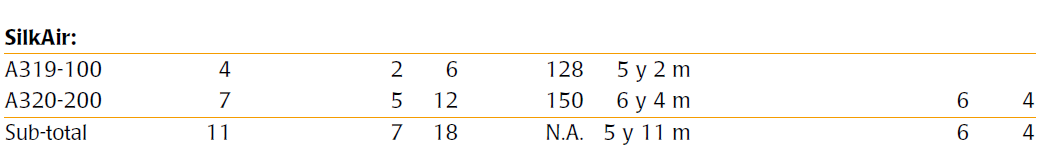 SilkAir:
A319-100 4 2 6 128 5 y 2 m
A320-200 7 5 12 150 6 y 4 m 6 4
Sub-total 11 7 18 N.A. 5 y 11 m 6 4